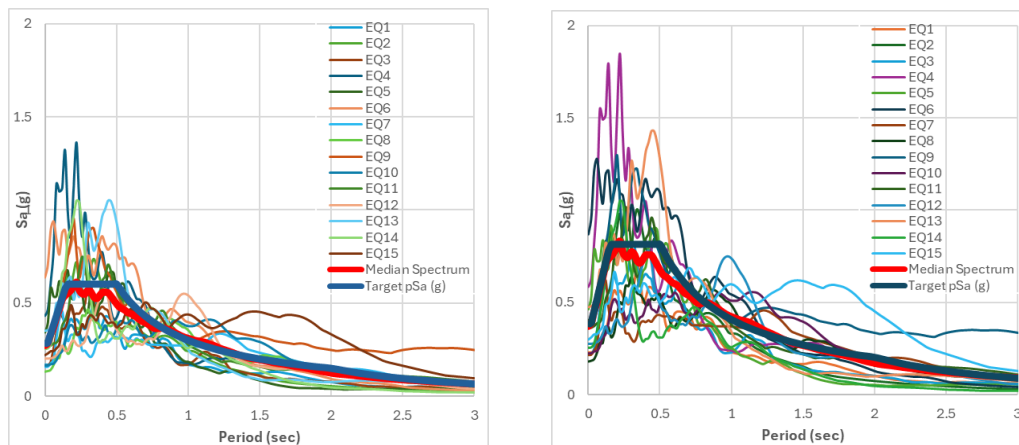 2
1.5
1
0.5
0
Sa (g)
0
0.5
1
1.5
2
2.5
3
Period (sec)
EQ1
EQ2
EQ3
EQ4
EQ5
EQ6
EQ7
EQ8
EQ9
EQ10
EQ11
EQ12
EQ13
EQ14
EQ15
Median Spectrum
Target pSa (g)
2
1.5
1
0.5
0
Sa (g)
0
0.5
1
1.5
2
2.5
3
Period (sec)
EQ1
EQ2
EQ3
EQ4
EQ5
EQ6
EQ7
EQ8
EQ9
EQ10
EQ11
EQ12
EQ13
EQ14
EQ15
Median Spectrum
Target pSa (g)